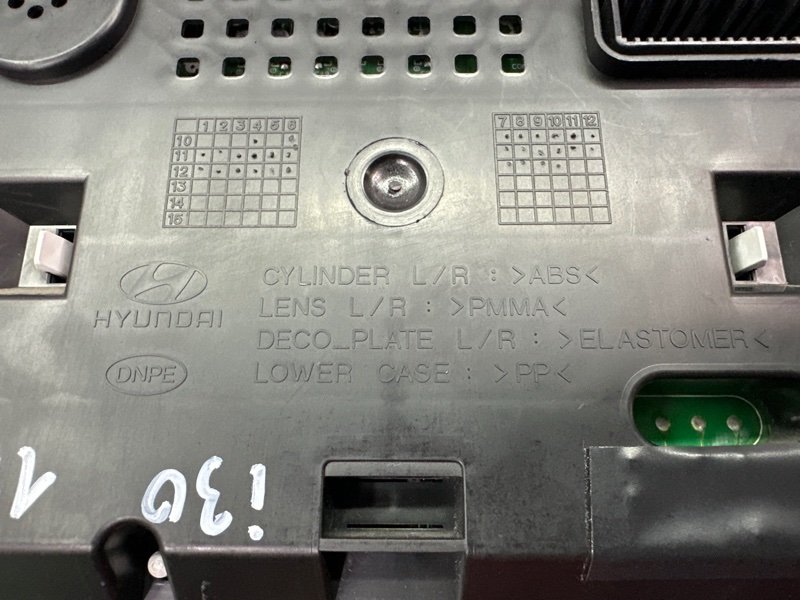 1 2 3 4 5 6
10
11
12
13
14
15
7 8 9 10 11 12
HYUNDAI
DNPE
CYLINDER L/R : >ABS<
LENS L/R : >PMMA<
DECO_PLATE L/R : >ELASTOMER<
LOWER CASE : >PP<
i30 1